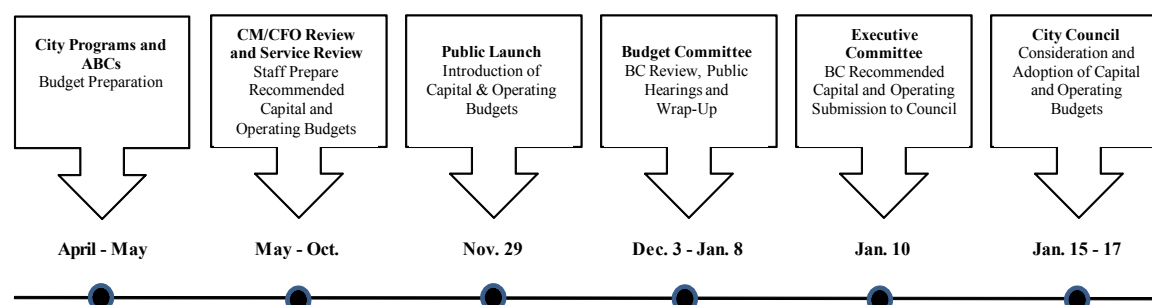 City Programs and
ABCs
Budget Preparation
CM/CFO Review
and Service Review
Staff Prepare
Recommended
Capital and
Operating Budgets
Public Launch
Introduction of
Capital & Operating
Budgets
Budget Committee
BC Review, Public
Hearings and
Wrap-Up
Executive
Committee
BC Recommended
Capital and Operating
Submission to Council
City Council
Consideration and
Adoption of Capital
and Operating
Budgets
April - May
May - Oct.
Nov. 29
Dec. 3 - Jan. 8
Jan. 10
Jan. 15 - 17